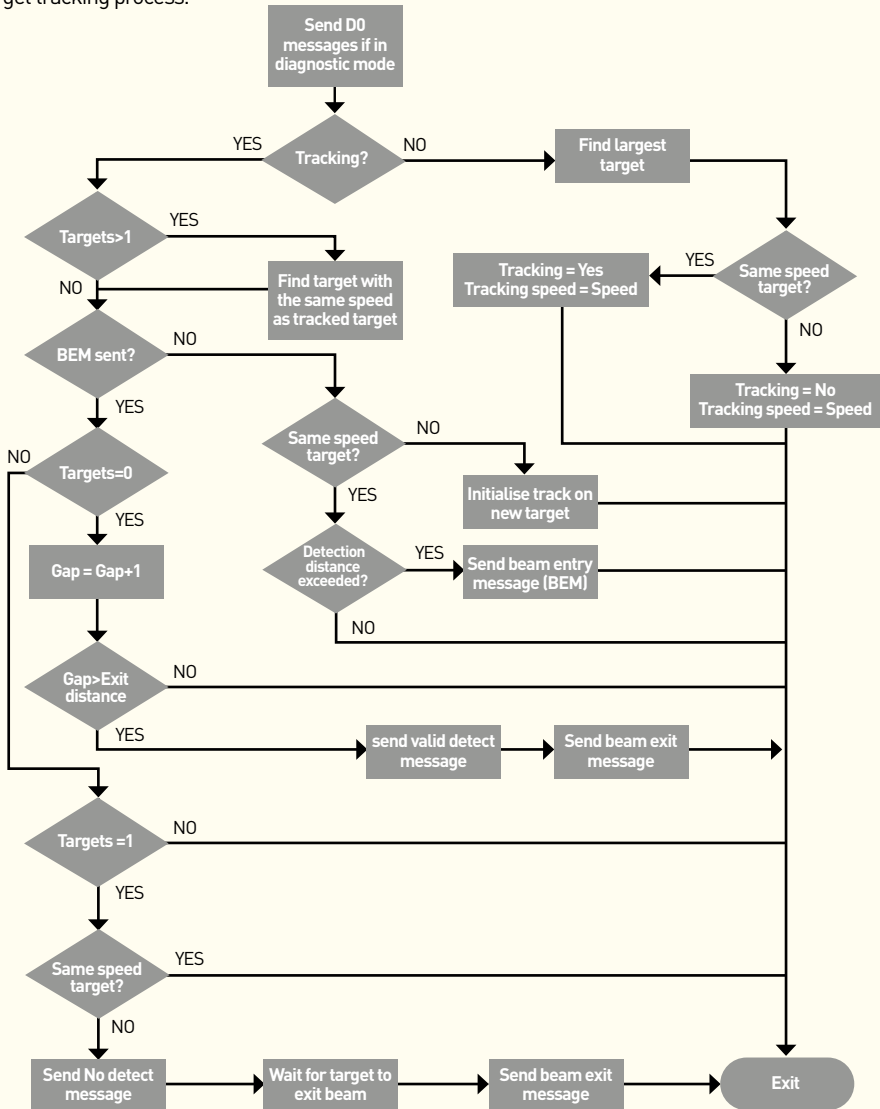 get tracking process.
Send D0
messages if in
diagnostic mode
YES
Tracking?
NO
Find largest
target
Targets>1
YES
NO
Find target with
the same speed
as tracked target
Tracking = Yes
Tracking speed = Speed
YES
Same speed
target?
NO
Tracking = No
Tracking speed = Speed
BEM sent?
NO
YES
Same speed
target?
NO
YES
Initialise track on
new target
NO
Targets=0
YES
Gap = Gap+1
Detection
distance
exceeded?
YES
Send beam entry
message (BEM)
NO
Gap>Exit
distance
NO
YES
send valid detect
message
Send beam exit
message
Targets =1
NO
YES
Same speed
target?
YES
NO
Send No detect
message
Wait for target to
exit beam
Send beam exit
message
Exit